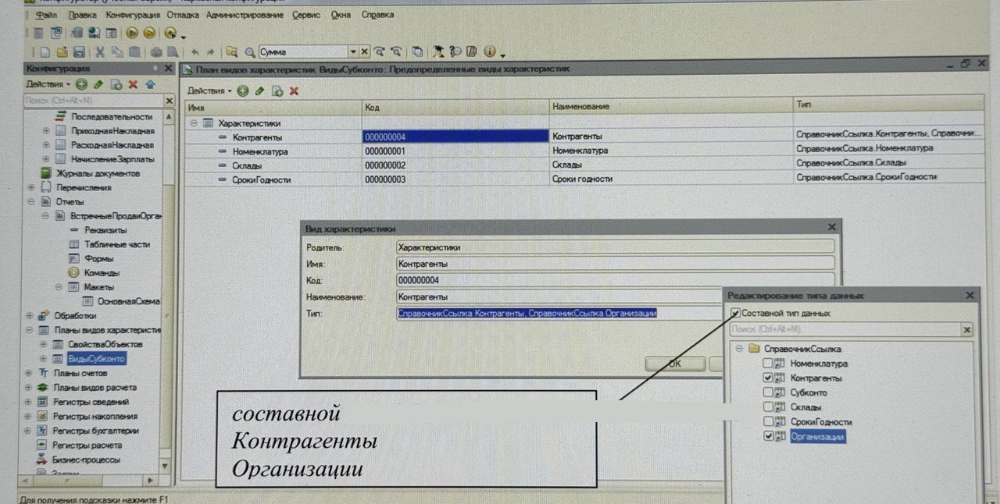 Файл Правка Конфигурация Отладка Администрирование Сервис Окна Справка
Сумма
Конфигурация
План видов характеристик ВидыСубконто: Предопределенные виды характеристик
Действия
Действия
Поиск (Ctrl+Alt+M)
Имя Код Наименование Тип
Характеристики
Контрагенты 000000004 Контрагенты СправочникСсылка.Контрагенты, Справочни...
Номенклатура 000000001 Номенклатура СправочникСсылка.Номенклатура
Склады 000000002 Склады СправочникСсылка.Склады
СрокиГодности 000000003 Сроки годности СправочникСсылка.СрокиГодности
Последовательности
ПриходнаяНакладная
РасходнаяНакладная
НачислениеЗарплаты
Журналы документов
Перечисления
Отчеты
ВстречныеПродажиОрган
Реквизиты
Табличные части
Формы
Команды
Макеты
ОсновнаяСхема
Обработки
Планы видов характеристи
СвойстваОбъектов
ВидыСубконто
Планы счетов
Планы видов расчета
Регистры сведений
Регистры накопления
Регистры бухгалтерии
Регистры расчета
Бизнес-процессы
Задачи
Вид характеристики
Родитель: Характеристики
Имя: Контрагенты
Код: 000000004
Наименование: Контрагенты
Тип: СправочникСсылка.Контрагенты, СправочникСсылка.Организации
OK
Редактирование типа данных
Составной тип данных
Поиск (Ctrl+Alt+M)
СправочникСсылка
Номенклатура
Контрагенты
Субконто
Склады
СрокиГодности
Организации
составной
Контрагенты
Организации
Для получения подсказки нажмите F1